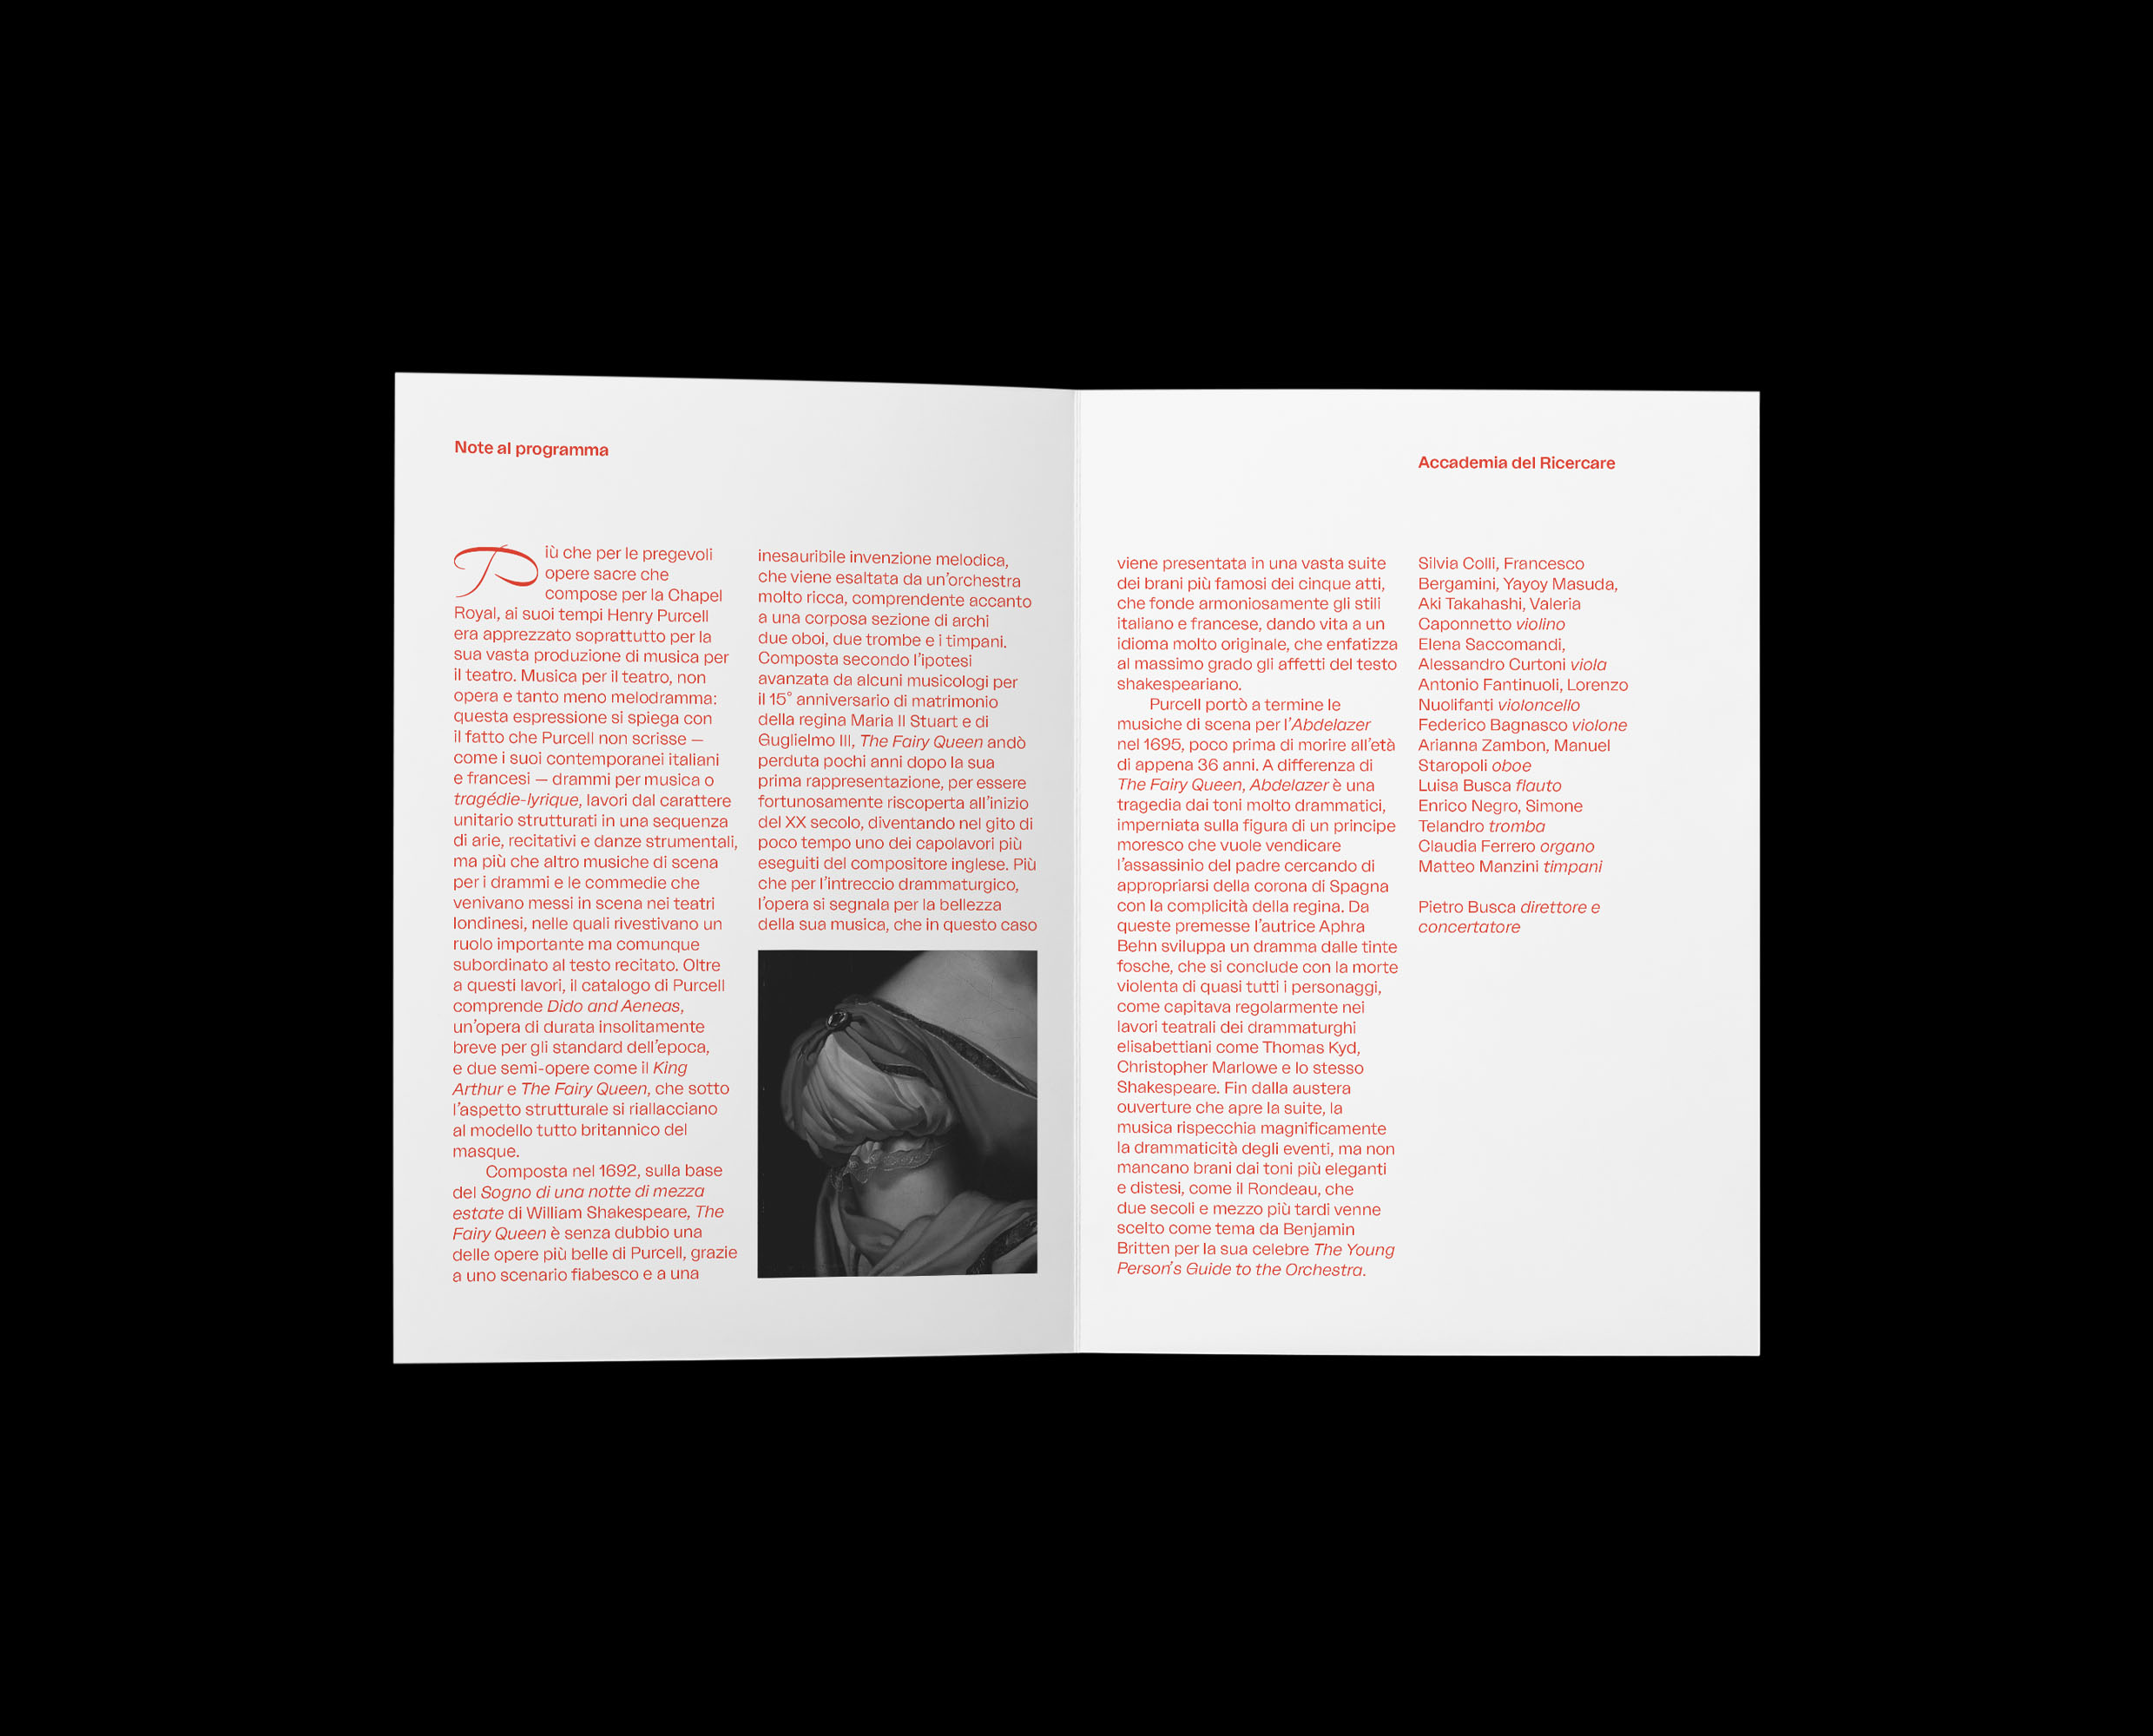 Note al programma
Più che per le pregevoli
opere sacre che
compose per la Chapel
Royal, ai suoi tempi Henry Purcell
era apprezzato soprattutto per la
sua vasta produzione di musica per
il teatro. Musica per il teatro, non
opera e tanto meno melodramma:
questa espressione si spiega con
il fatto che Purcell non scrisse —
come i suoi contemporanei italiani
e francesi — drammi per musica o
tragédie-lyrique, lavori dal carattere
unitario strutturati in una sequenza
di arie, recitativi e danze strumentali,
ma più che altro musiche di scena
per i drammi e le commedie che
venivano messi in scena nei teatri
londinesi, nelle quali rivestivano un
ruolo importante ma comunque
subordinato al testo recitato. Oltre
a questi lavori, il catalogo di Purcell
comprende Dido and Aeneas,
un'opera di durata insolitamente
breve per gli standard dell'epoca,
e due semi-opere come il King
Arthur e The Fairy Queen, che sotto
l'aspetto strutturale si riallacciano
al modello tutto britannico del
masque.
Composta nel 1692, sulla base
del Sogno di una notte di mezza
estate di William Shakespeare, The
Fairy Queen è senza dubbio una
delle opere più belle di Purcell, grazie
a uno scenario fiabesco e a una
inesauribile invenzione melodica,
che viene esaltata da un'orchestra
molto ricca, comprendente accanto
a una corposa sezione di archi
due oboi, due trombe e i timpani.
Composta secondo l'ipotesi
avanzata da alcuni musicologi per
il 15° anniversario di matrimonio
della regina Maria II Stuart e di
Guglielmo III, The Fairy Queen andò
perduta pochi anni dopo la sua
prima rappresentazione, per essere
fortunosamente riscoperta all'inizio
del XX secolo, diventando nel gito di
poco tempo uno dei capolavori più
eseguiti del compositore inglese. Più
che per l'intreccio drammaturgico,
l'opera si segnala per la bellezza
della sua musica, che in questo caso
viene presentata in una vasta suite
dei brani più famosi dei cinque atti,
che fonde armoniosamente gli stili
italiano e francese, dando vita a un
idioma molto originale, che enfatizza
al massimo grado gli affetti del testo
shakespeariano.
Purcell portò a termine le
musiche di scena per l'Abdelazer
nel 1695, poco prima di morire all'età
di appena 36 anni. A differenza di
The Fairy Queen, Abdelazer è una
tragedia dai toni molto drammatici,
imperniata sulla figura di un principe
moresco che vuole vendicare
l'assassinio del padre cercando di
appropriarsi della corona di Spagna
con la complicità della regina. Da
queste premesse l'autrice Aphra
Behn sviluppa un dramma dalle tinte
fosche, che si conclude con la morte
violenta di quasi tutti i personaggi,
come capitava regolarmente nei
lavori teatrali dei drammaturghi
elisabettiani come Thomas Kyd,
Christopher Marlowe e lo stesso
Shakespeare. Fin dalla austera
ouverture che apre la suite, la
musica rispecchia magnificamente
la drammaticità degli eventi, ma non
mancano brani dai toni più eleganti
e distesi, come il Rondeau, che
due secoli e mezzo più tardi venne
scelto come tema da Benjamin
Britten per la sua celebre The Young
Person's Guide to the Orchestra.
Accademia del Ricercare
Silvia Colli, Francesco
Bergamini, Yayoy Masuda,
Aki Takahashi, Valeria
Caponnetto violino
Elena Saccomandi,
Alessandro Curtoni viola
Antonio Fantinuoli, Lorenzo
Nuolifanti violoncello
Federico Bagnasco violone
Arianna Zambon, Manuel
Staropoli oboe
Luisa Busca flauto
Enrico Negro, Simone
Telandro tromba
Claudia Ferrero organo
Matteo Manzini timpani
Pietro Busca direttore e
concertatore